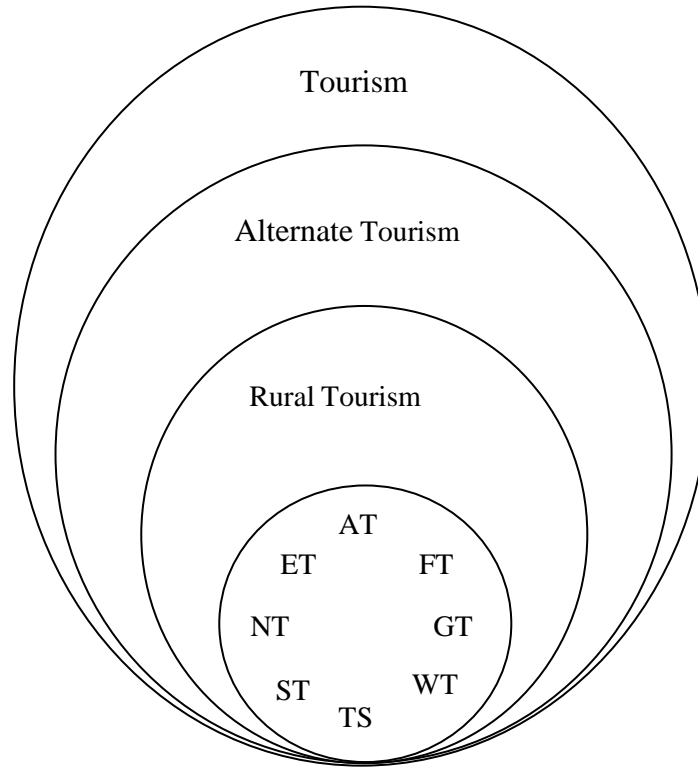 Tourism
Alternate Tourism
Rural Tourism
AT
ET FT
NT GT
ST WT
TS